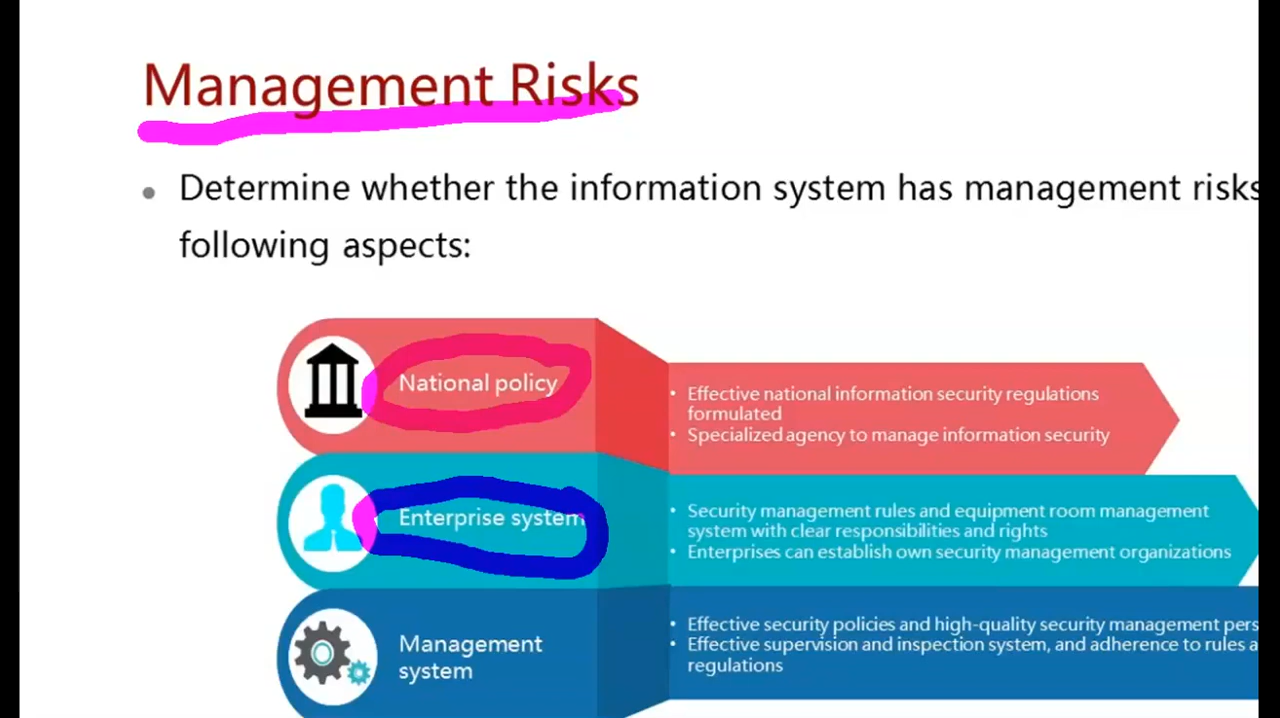 Management Risks
• Determine whether the information system has management risks
following aspects:
National policy
• Effective national information security regulations
formulated
• Specialized agency to manage information security
Enterprise system
• Security management rules and equipment room management
system with clear responsibilities and rights
• Enterprises can establish own security management organizations
Management
system
• Effective security policies and high-quality security management
• Effective supervision and inspection system, and adherence to rules
regulations